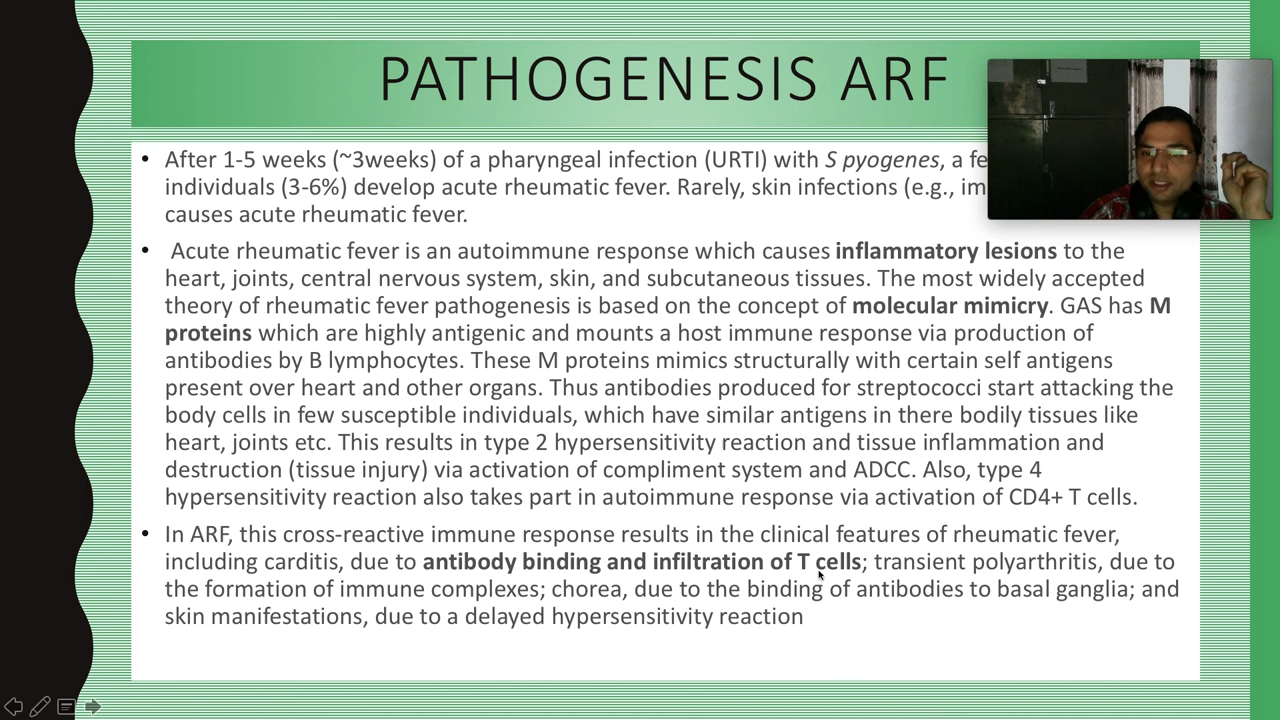 PATHOGENESIS ARF
• After 1-5 weeks (~3weeks) of a pharyngeal infection (URTI) with S pyogenes, a
individuals (3-6%) develop acute rheumatic fever. Rarely, skin infections (e.g.,
causes acute rheumatic fever.
• Acute rheumatic fever is an autoimmune response which causes inflammatory lesions to the
heart, joints, central nervous system, skin, and subcutaneous tissues. The most widely accepted
theory of rheumatic fever pathogenesis is based on the concept of molecular mimicry. GAS has M
proteins which are highly antigenic and mounts a host immune response via production of
antibodies by B lymphocytes. These M proteins mimics structurally with certain self antigens
present over heart and other organs. Thus antibodies produced for streptococci start attacking the
body cells in few susceptible individuals, which have similar antigens in there bodily tissues like
heart, joints etc. This results in type 2 hypersensitivity reaction and tissue inflammation and
destruction (tissue injury) via activation of compliment system and ADCC. Also, type 4
hypersensitivity reaction also takes part in autoimmune response via activation of CD4+ T cells.
• In ARF, this cross-reactive immune response results in the clinical features of rheumatic fever,
including carditis, due to antibody binding and infiltration of T cells; transient polyarthritis, due to
the formation of immune complexes; chorea, due to the binding of antibodies to basal ganglia; and
skin manifestations, due to a delayed hypersensitivity reaction